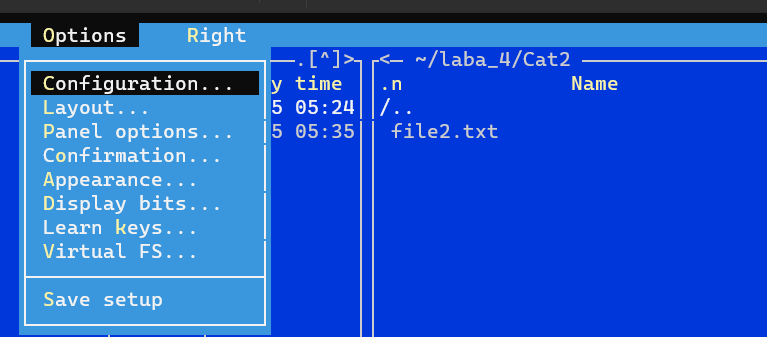 Options Right
.[^]> <— ~/laba_4/Cat2
Configuration... y time .n Name
Layout... 5 05:24 /..
Panel options... 5 05:35 file2.txt
Confirmation...
Appearance...
Display bits...
Learn keys...
Virtual FS...
Save setup